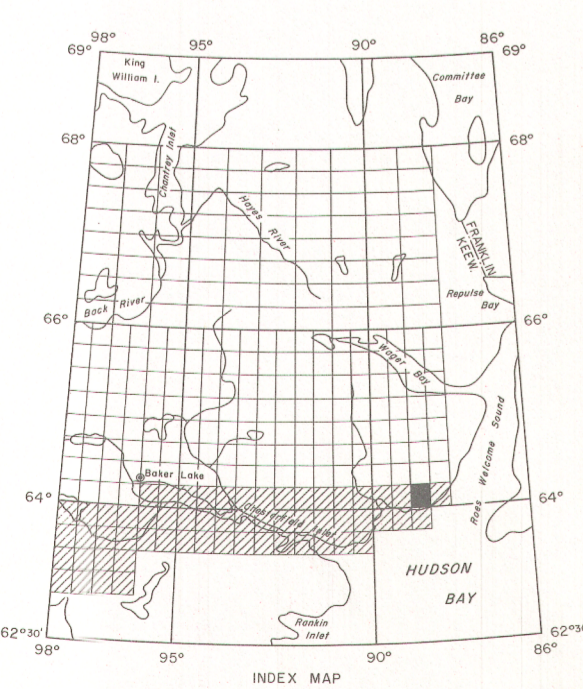 98°
95°
90°
86°
69°
69°
King
William I.
Committee
Bay
68°
68°
Chantrey Inlet
Hayes
River
FRANKLIN
KEEW.
Repulse
Bay
Back River
66°
66°
Wager Bay
Roes Welcome Sound
Baker Lake
64°
64°
Chesterfield Inlet
HUDSON
BAY
Rankin
Inlet
62°30'
62°30
98°
95°
90°
86°
INDEX MAP